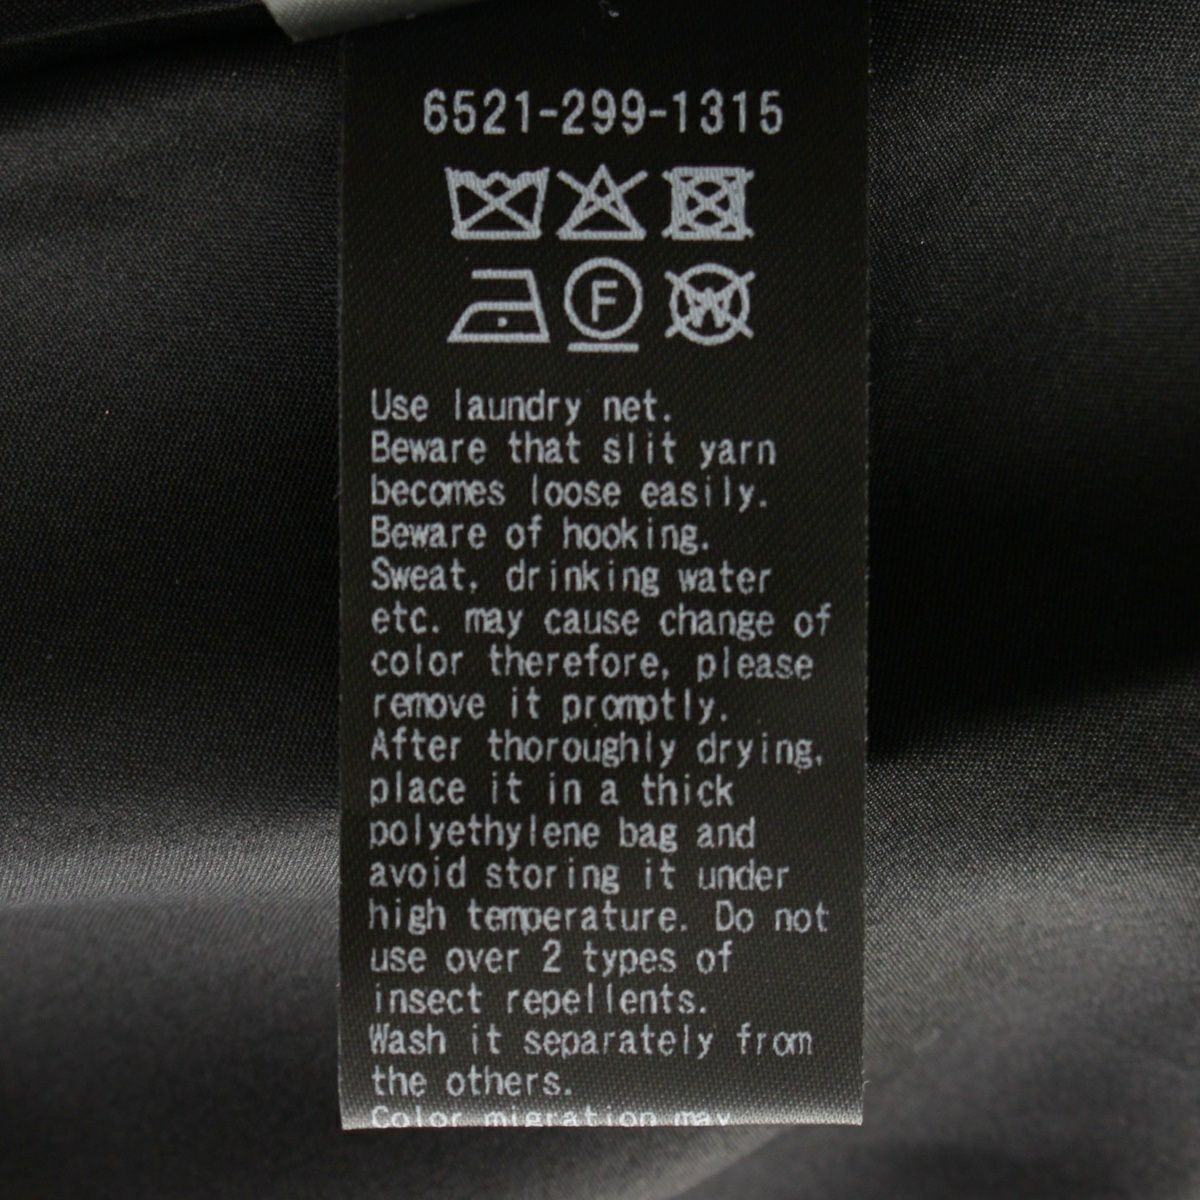 6521-299-1315
F
W
Use laundry net.
Beware that slit yarn
becomes loose easily.
Beware of hooking.
Sweat, drinking water
etc. may cause change of
color therefore, please
remove it promptly.
After thoroughly drying,
place it in a thick
polyethylene bag and
avoid storing it under
high temperature. Do not
use over 2 types of
insect repellents.
Wash it separately from
the others.
Color migration may